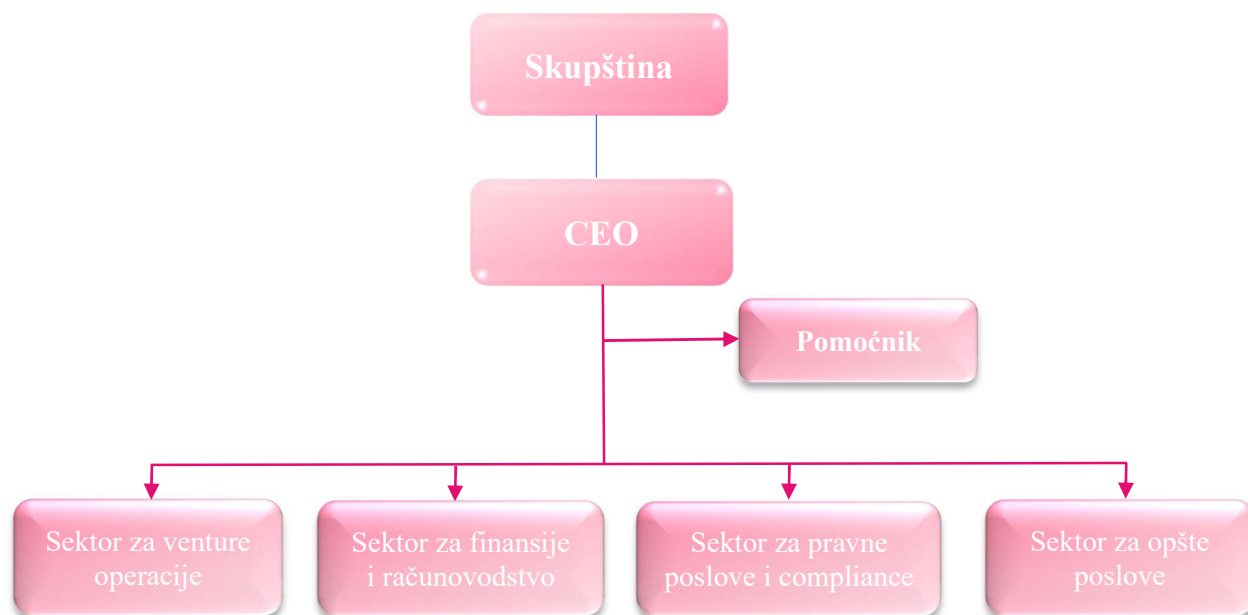 Skupština
CEO
Pomoćnik
Sektor za venture
operacije
Sektor za finansije
i računovodstvo
Sektor za pravne
poslove i compliance
Sektor za opšte
poslove